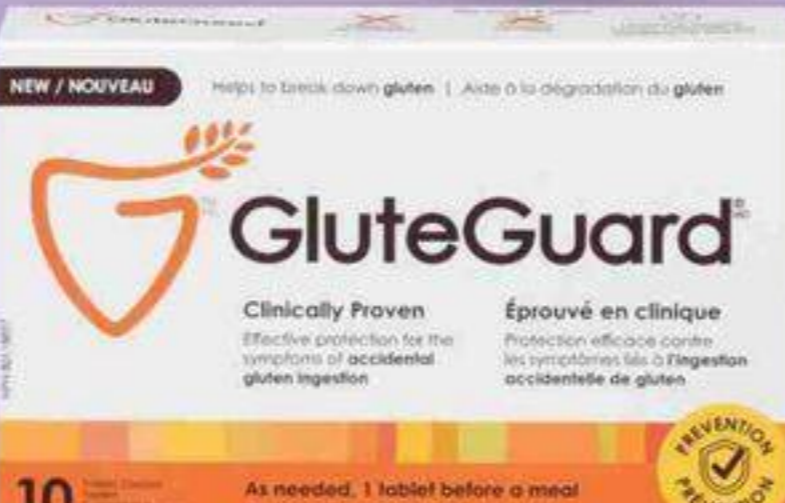 NEW / NOUVEAU
Helps to break down gluten | Aide à la dégradation du gluten
GluteGuard
Clinically Proven
Effective protection for the
symptoms of accidental
gluten ingestion
Éprouvé en clinique
Protection efficace contre
les symptômes liés à l'ingestion
accidentelle de gluten
PREVENTION
10
As needed, 1 tablet before a meal